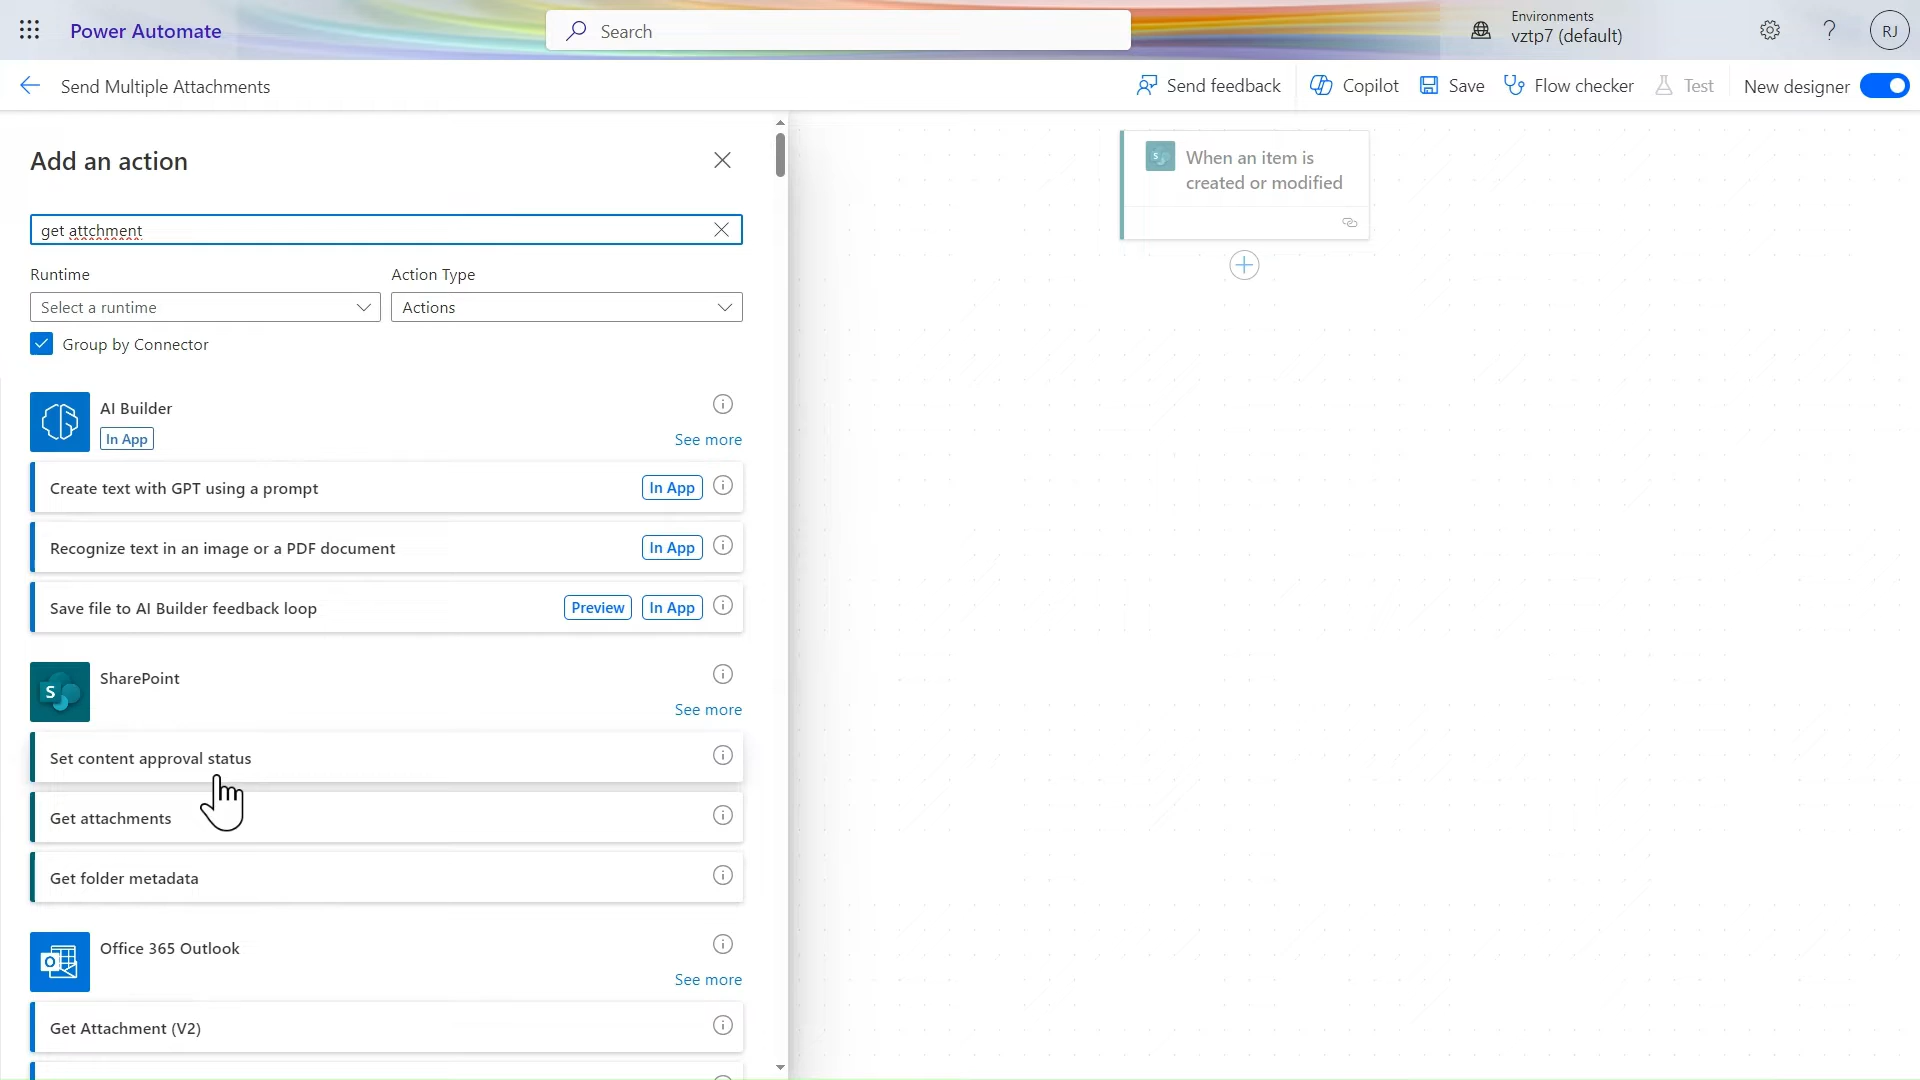 Power Automate
Search
Environments
vztp7 (default)
?
RJ
Send Multiple Attachments
Send feedback
Copilot
Save
Flow checker
Test
New designer
Add an action
get attchment
Runtime
Action Type
Select a runtime
Actions
Group by Connector
AI Builder
In App
See more
Create text with GPT using a prompt
In App
Recognize text in an image or a PDF document
In App
Save file to AI Builder feedback loop
Preview
In App
S
SharePoint
See more
Set content approval status
Get attachments
Get folder metadata
O
Office 365 Outlook
See more
Get Attachment (V2)
S
When an item is
created or modified